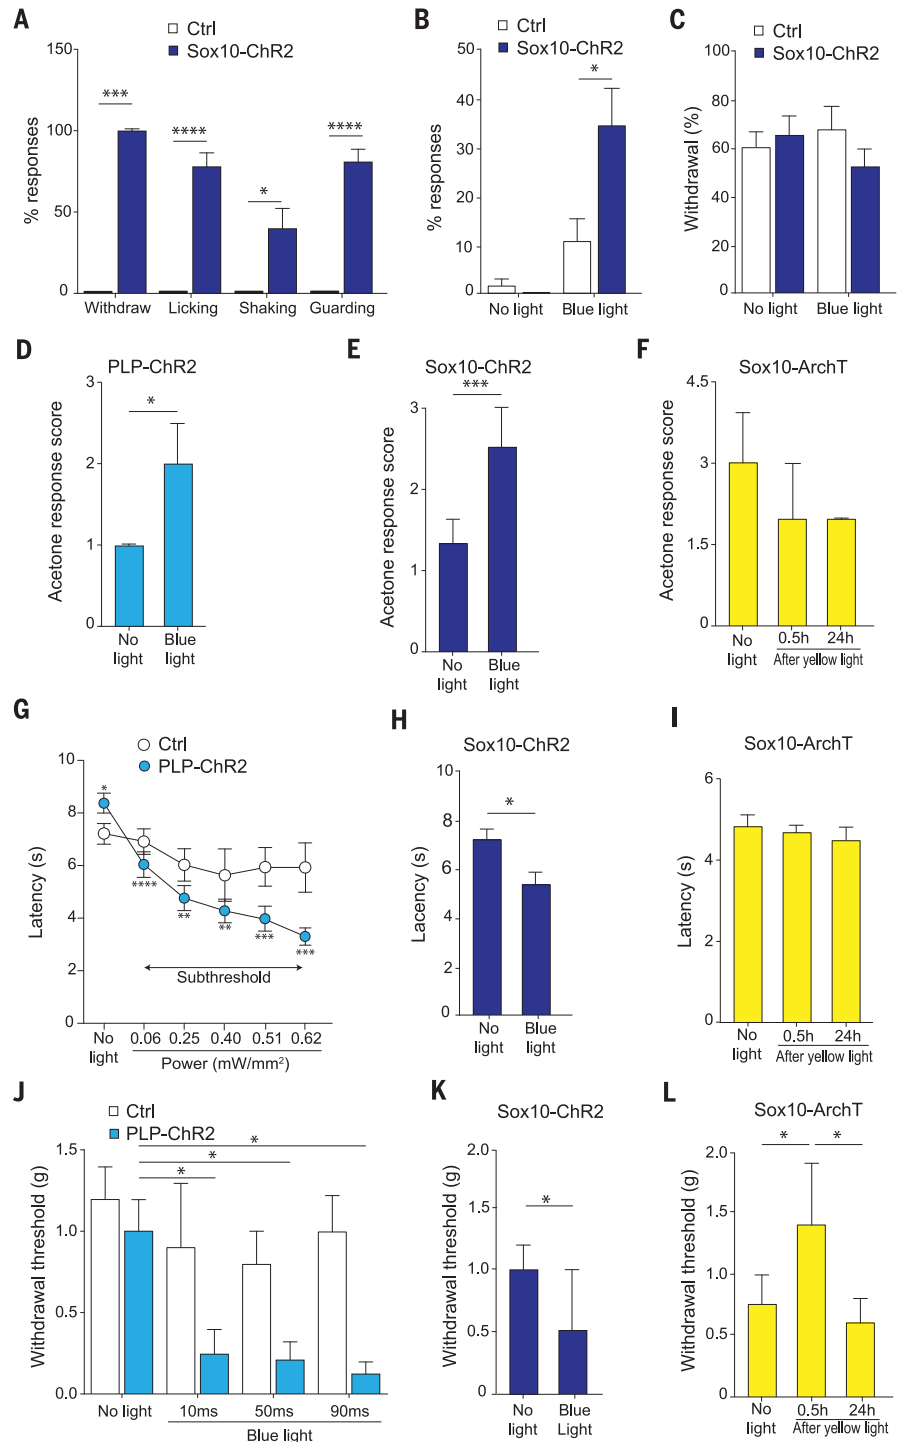 A
Ctrl
Sox10-ChR2
% responses
150
100
50
0
***
****
*
****
Withdraw Licking Shaking Guarding
B
Ctrl
Sox10-ChR2
% responses
50
40
30
20
10
0
*
No light Blue light
C
Ctrl
Sox10-ChR2
Withdrawal (%)
100
80
60
40
20
0
No light Blue light
D
PLP-ChR2
Acetone response score
3
2
1
0
*
No light
Blue light
E
Sox10-ChR2
Acetone response score
3
2
1
0
***
No light
Blue light
F
Sox10-ArchT
Acetone response score
4.5
3
1.5
0
No light
0.5h 24h
After yellow light
G
Ctrl
PLP-ChR2
Latency (s)
10
8
6
4
2
0
*
****
**
**
***
***
Subthreshold
No light
0.06 0.25 0.40 0.51 0.62
Power (mW/mm²)
H
Sox10-ChR2
Lacency (s)
10
8
6
4
2
0
*
No light
Blue light
I
Sox10-ArchT
Latency (s)
6
4
2
0
No light
0.5h 24h
After yellow light
J
Ctrl
PLP-ChR2
Withdrawal threshold (g)
1.5
1.0
0.5
0.0
*
*
*
No light 10ms 50ms 90ms
Blue light
K
Sox10-ChR2
Withdrawal threshold (g)
2.0
1.5
1.0
0.5
0
*
No light
Blue Light
L
Sox10-ArchT
Withdrawal threshold (g)
2.0
1.5
1.0
0.5
0
* *
No light
0.5h 24h
After yellow light